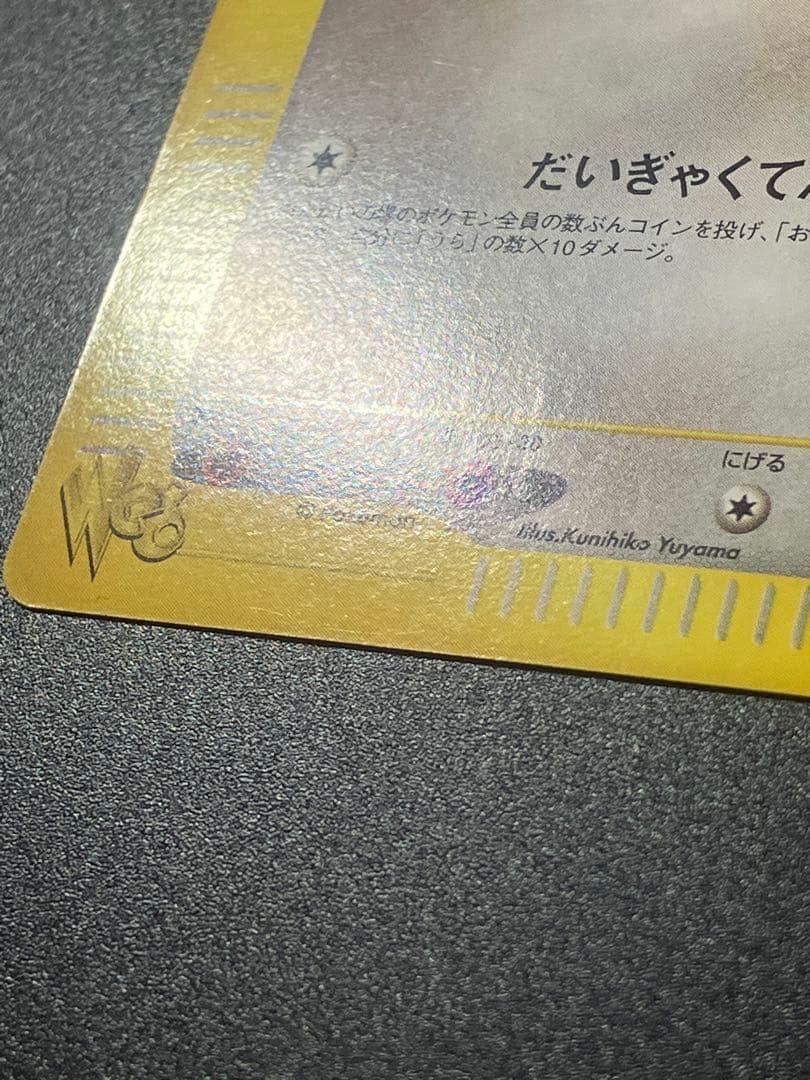 だいぎゃくて
のポケモン全員の数ぶんコインを投げ、「お
「うら」の数×10ダメージ。
にげる
Illus.Kunihiko Yuyama
Web